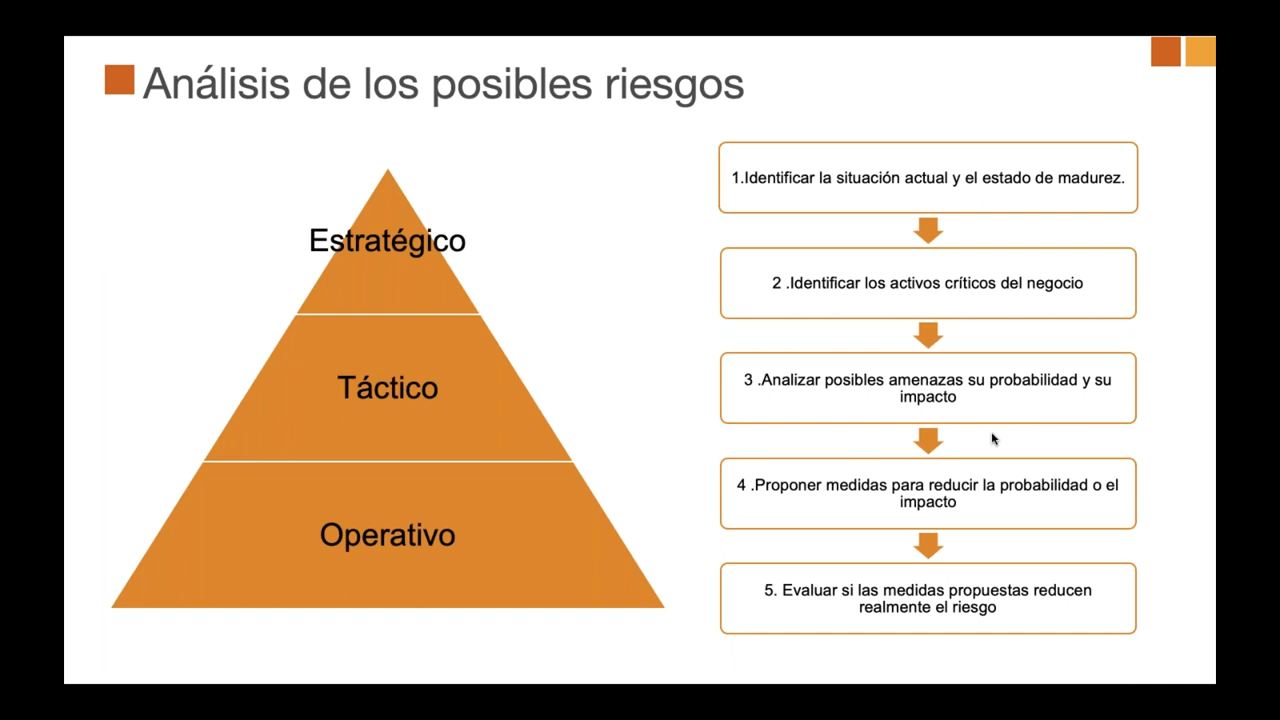 Análisis de los posibles riesgos
Estratégico
Táctico
Operativo
1.Identificar la situación actual y el estado de madurez.
2 .Identificar los activos críticos del negocio
3 .Analizar posibles amenazas su probabilidad y su
impacto
4 .Proponer medidas para reducir la probabilidad o el
impacto
5. Evaluar si las medidas propuestas reducen
realmente el riesgo